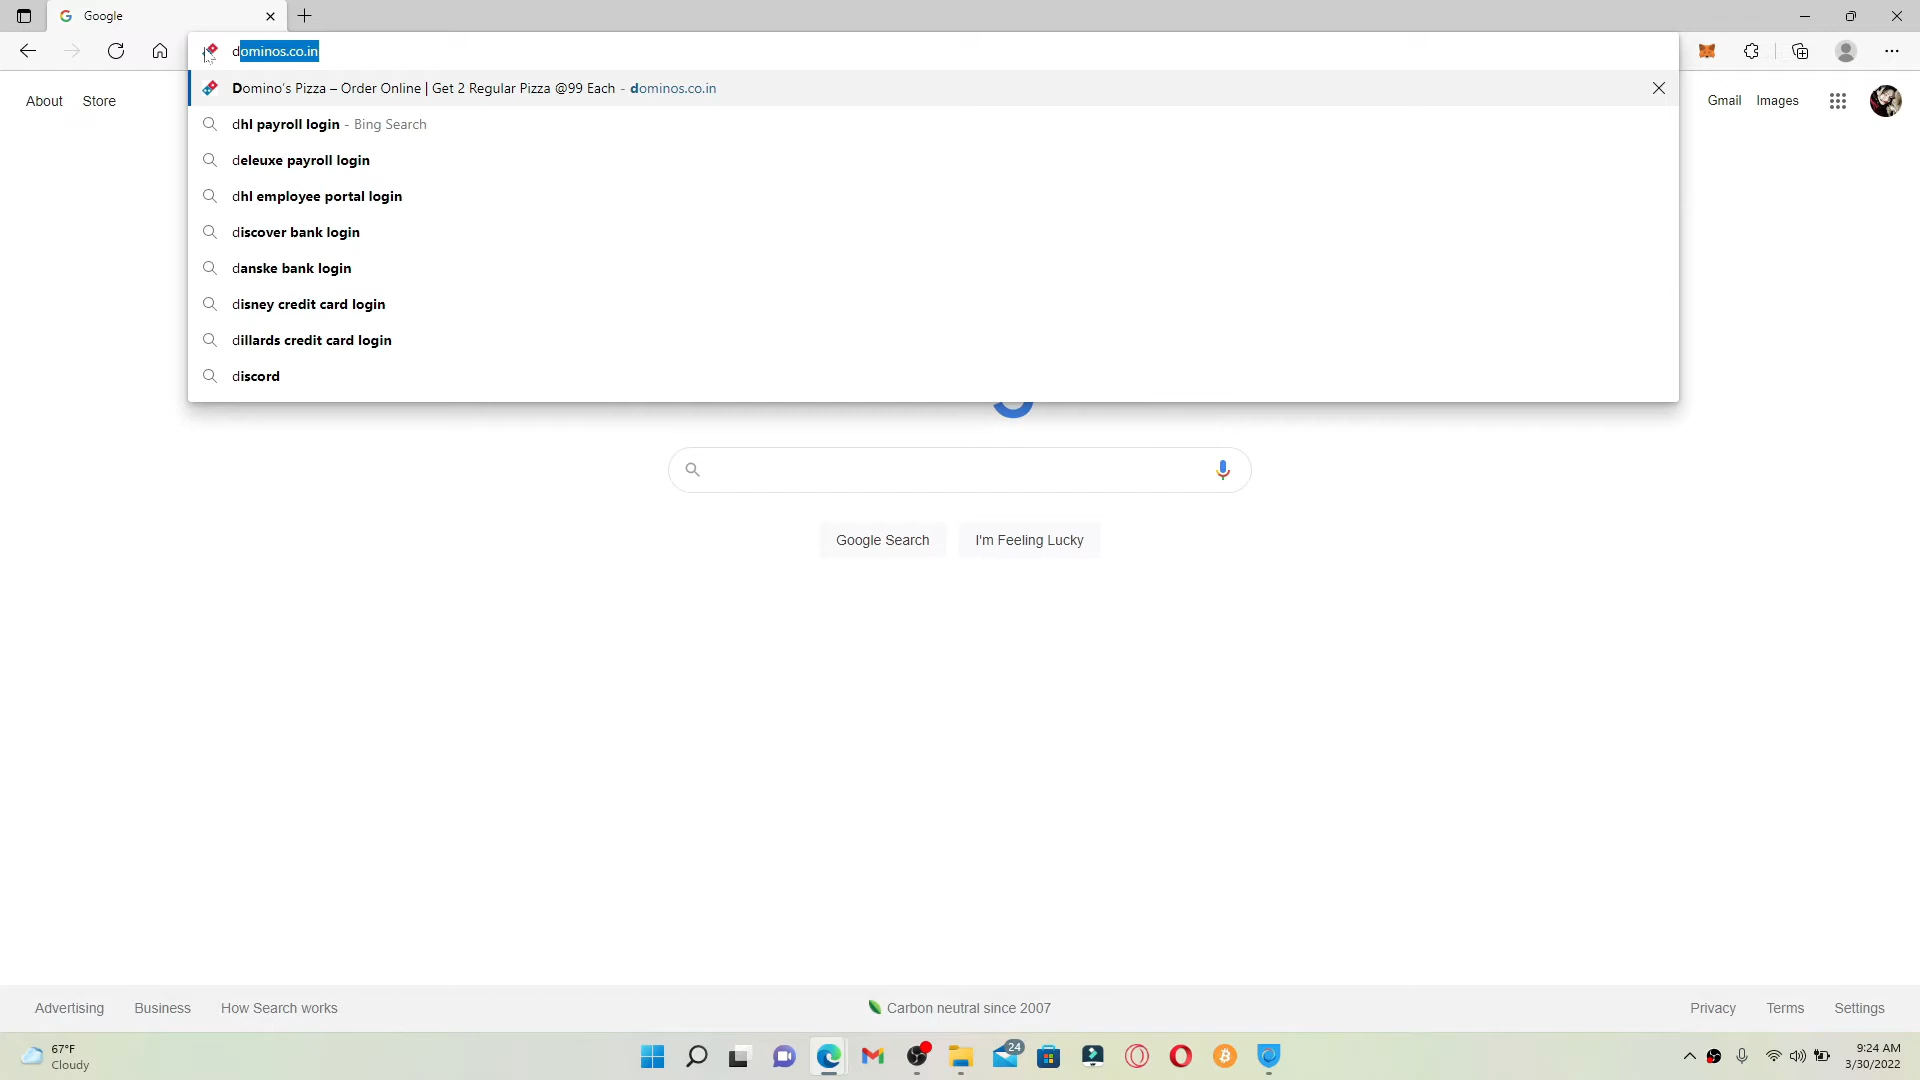 Google
dominos.co.in
Domino's Pizza – Order Online | Get 2 Regular Pizza @99 Each - dominos.co.in
dhl payroll login - Bing Search
deleuxe payroll login
dhl employee portal login
discover bank login
danske bank login
disney credit card login
dillards credit card login
discord
About Store
Gmail Images
Google Search I'm Feeling Lucky
Advertising Business How Search works
Carbon neutral since 2007
Privacy Terms Settings
67°F
Cloudy
24
9:24 AM
3/30/2022